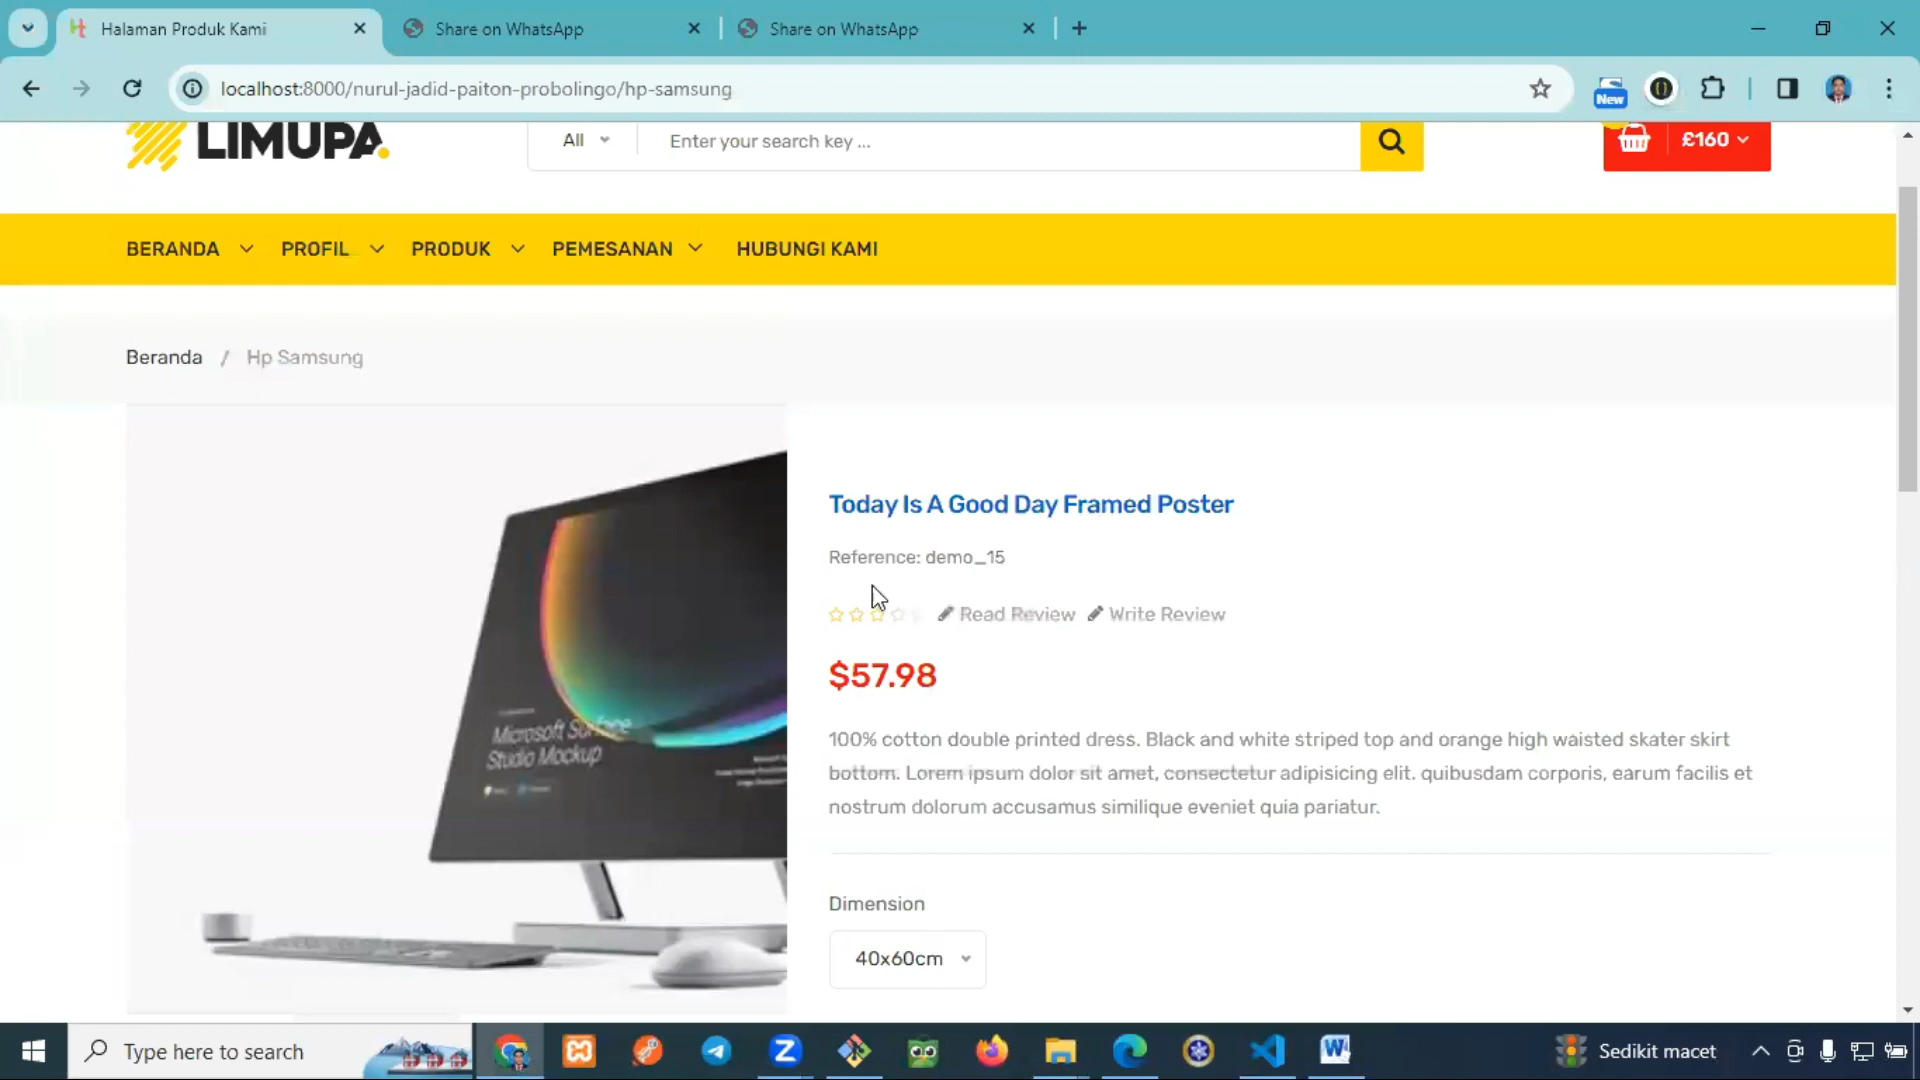 Halaman Produk Kami
Share on WhatsApp
Share on WhatsApp
localhost:8000/nurul-jadid-paiton-probolingo/hp-samsung
New
LIMUPA.
All
Enter your search key ...
£160
BERANDA
PROFIL
PRODUK
PEMESANAN
HUBUNGI KAMI
Beranda / Hp Samsung
Today Is A Good Day Framed Poster
Reference: demo_15
Read Review
Write Review
$57.98
100% cotton double printed dress. Black and white striped top and orange high waisted skater skirt
bottom. Lorem ipsum dolor sit amet, consectetur adipisicing elit. quibusdam corporis, earum facilis et
nostrum dolorum accusamus similique eveniet quia pariatur.
Microsoft Surface
Studio Mockup
Dimension
40x60cm
Type here to search
Sedikit macet